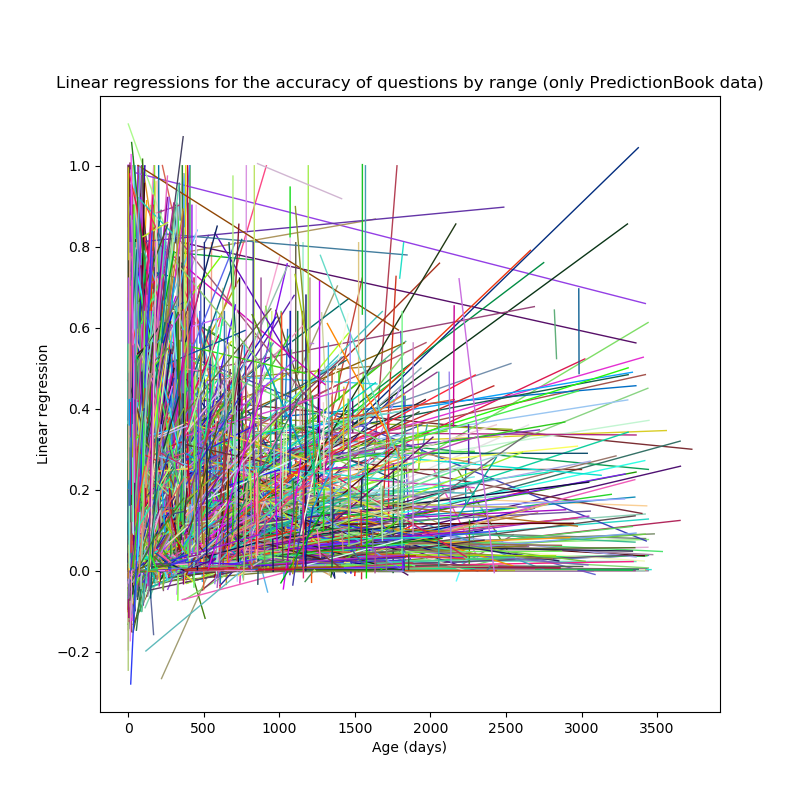 Linear regressions for the accuracy of questions by range (only PredictionBook data)
1.0
0.8
0.6
0.4
0.2
0.0
−0.2
Linear regression
0 500 1000 1500 2000 2500 3000 3500
Age (days)